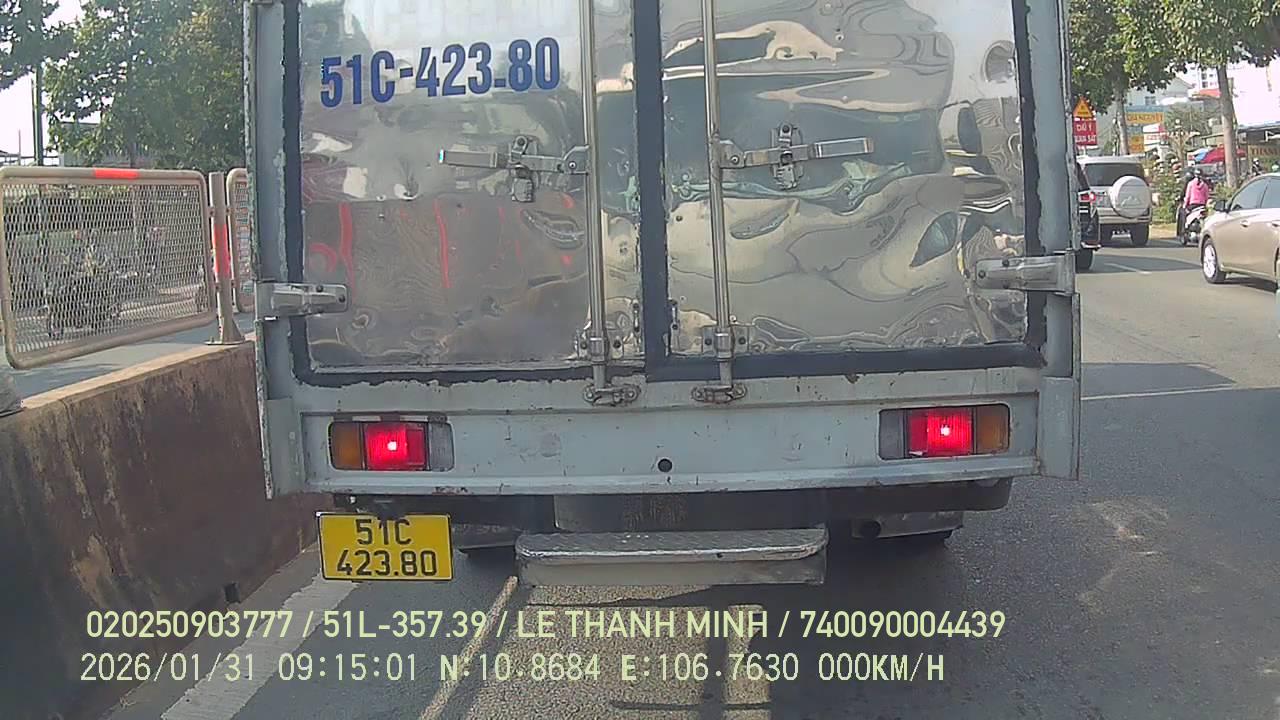 51C-423.80
51C
423.80
020250903777 / 51L-357.39 / LE THANH MINH / 740090004439
2026/01/31 09:15:01 N:10.8684 E:106.7630 000KM/H